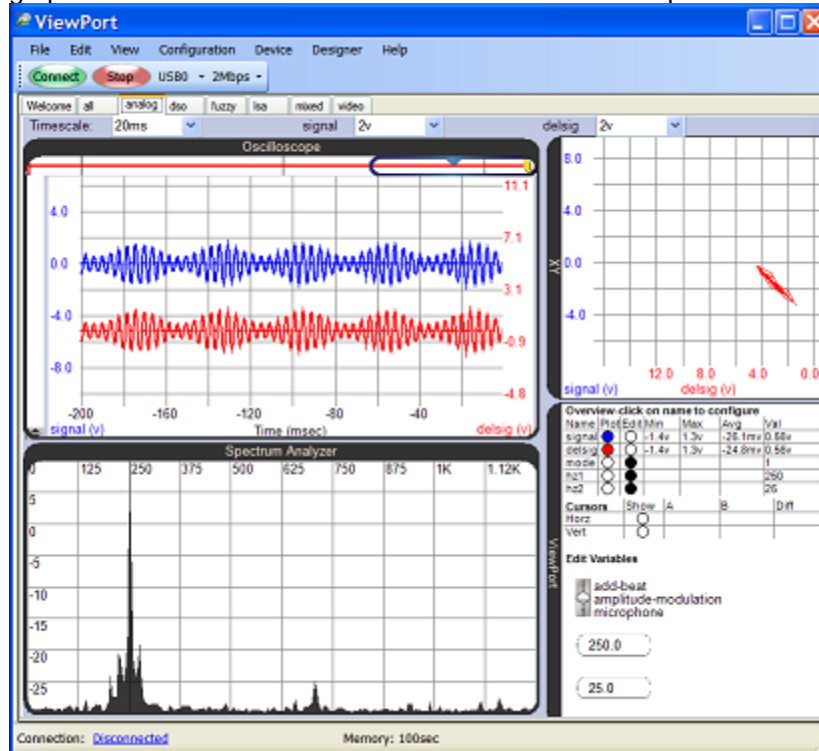 ViewPort
File Edit View Configuration Device Designer Help
Connect Stop USB0 2Mbps
Welcome all analog dso fuzzy lsa mixed video
Timescale: 20ms signal 2v delsig 2v
Oscilloscope
11.1
4.0
7.1
0.0
3.1
-4.0
-0.9
-8.0
-4.8
-200 -160 -120 -80 -40
signal (v) Time (msec) delsig (v)
8.0
4.0
XY
0.0
-4.0
12.0 8.0 4.0 0.0
signal (v) delsig (v)
Spectrum Analyzer
0 125 250 375 500 625 750 875 1K 1.12K
5
0
-5
-10
-15
-20
-25
ViewPort
Overview-click on name to configure
Name Plot Edit Min Max Avg Val
signal -1.4v 1.3v -26.1mv 0.56v
delsig -1.4v 1.3v -24.8mv 0.56v
mode 1
hz1 250
hz2 25
Cursors Show A B Diff
Horz
Vert
Edit Variables
add-beat
amplitude-modulation
microphone
250.0
25.0
Connection: Disconnected Memory: 100sec